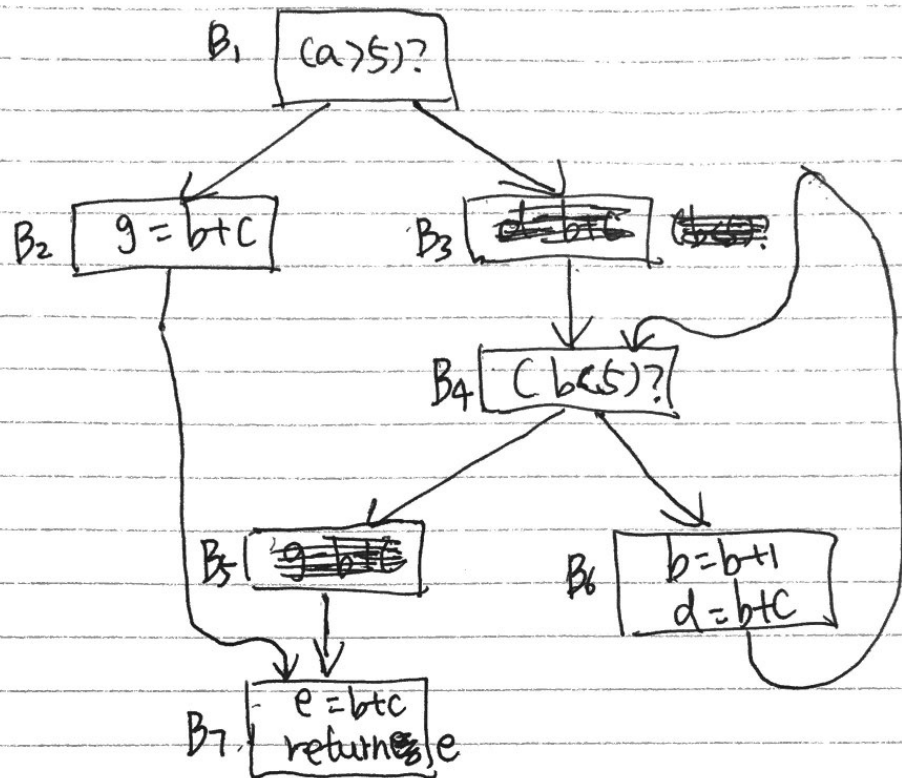 B1 (a>5)?
B2 g = b+c
B3
B4 (b<5)?
B5
B6 b=b+1
d=b+c
B7 e=b+c
return e